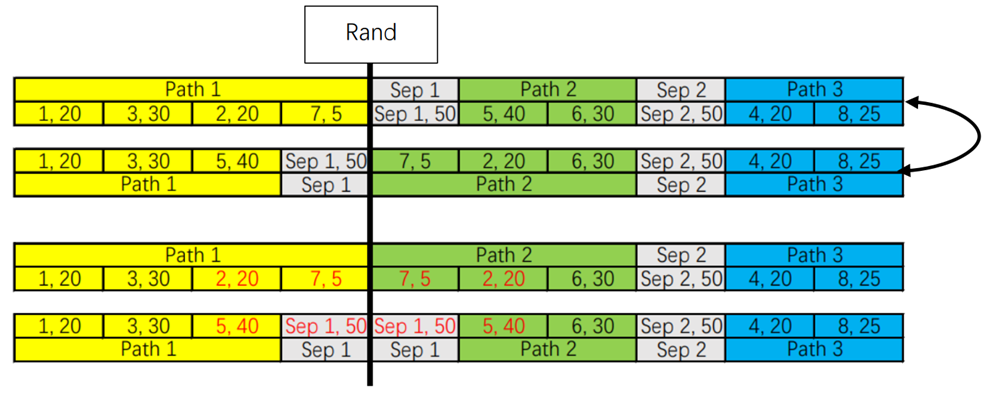 Rand
Path 1 Sep 1 Path 2 Sep 2 Path 3
1, 20 3, 30 2, 20 7, 5 Sep 1, 50 5, 40 6, 30 Sep 2, 50 4, 20 8, 25
1, 20 3, 30 5, 40 Sep 1, 50 7, 5 2, 20 6, 30 Sep 2, 50 4, 20 8, 25
Path 1 Sep 1 Path 2 Sep 2 Path 3
Path 1 Path 2 Sep 2 Path 3
1, 20 3, 30 2, 20 7, 5 7, 5 2, 20 6, 30 Sep 2, 50 4, 20 8, 25
1, 20 3, 30 5, 40 Sep 1, 50 Sep 1, 50 5, 40 6, 30 Sep 2, 50 4, 20 8, 25
Path 1 Sep 1 Sep 1 Path 2 Sep 2 Path 3